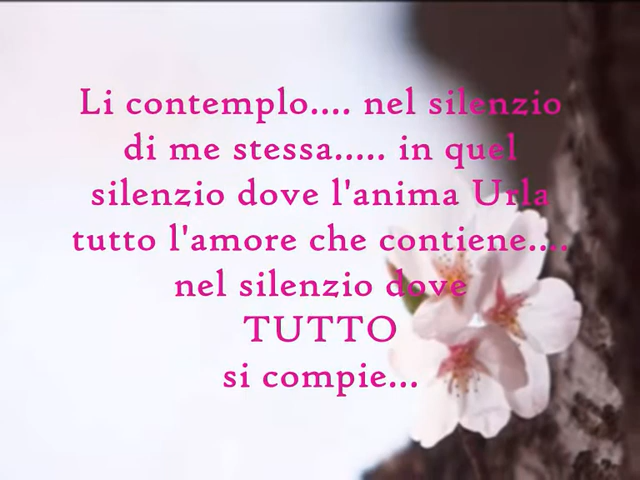 Li contemplo.... nel silenzio
di me stessa..... in quel
silenzio dove l'anima Urla
tutto l'amore che contiene....
nel silenzio dove
TUTTO
si compie...